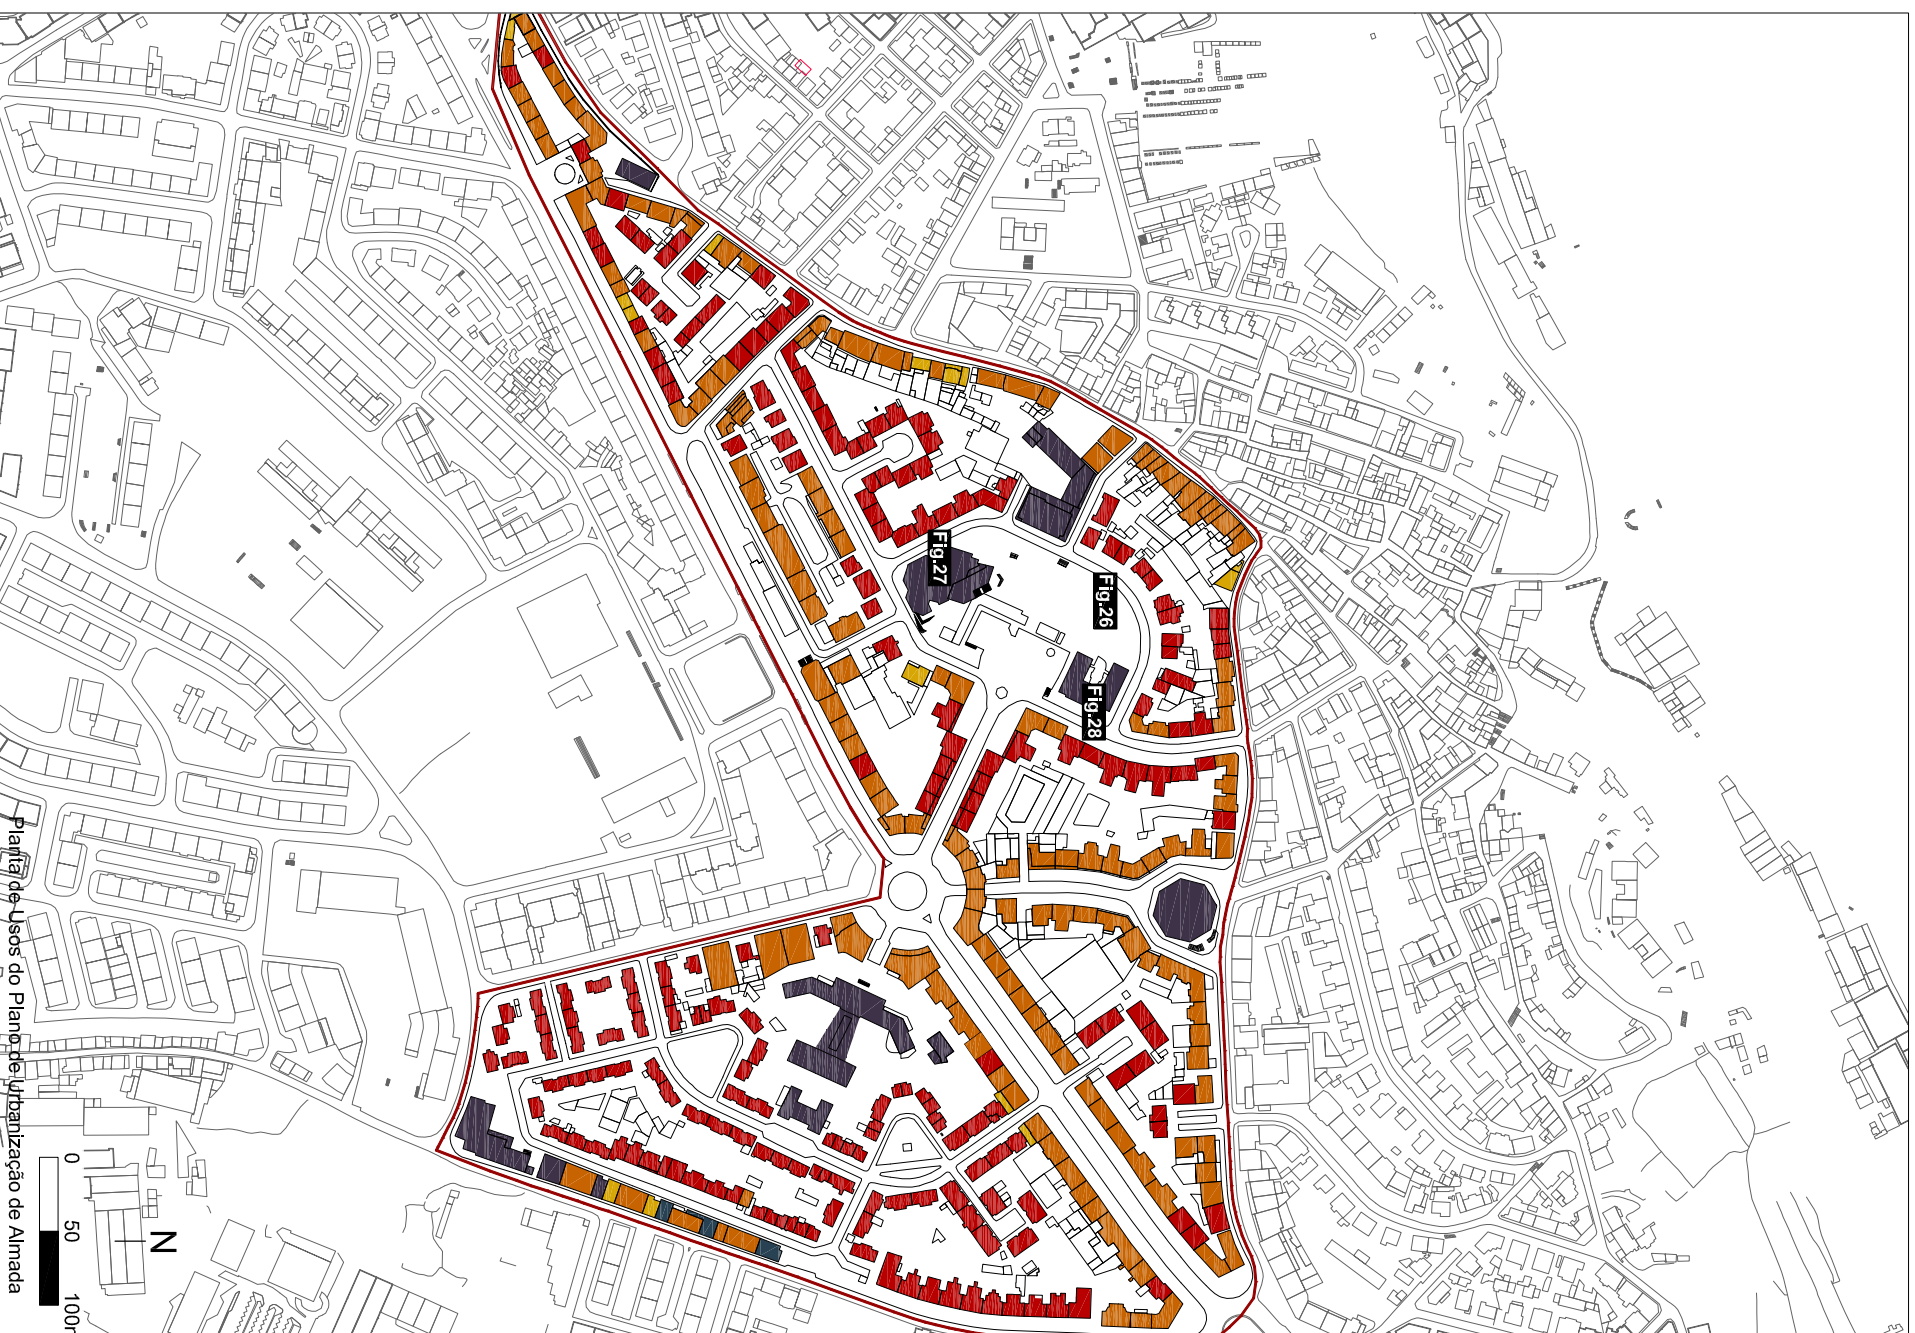 Fig.27
Fig.26
Fig.28
Planta de Usos do Plano de Urbanização de Almada
0 50 100m
N